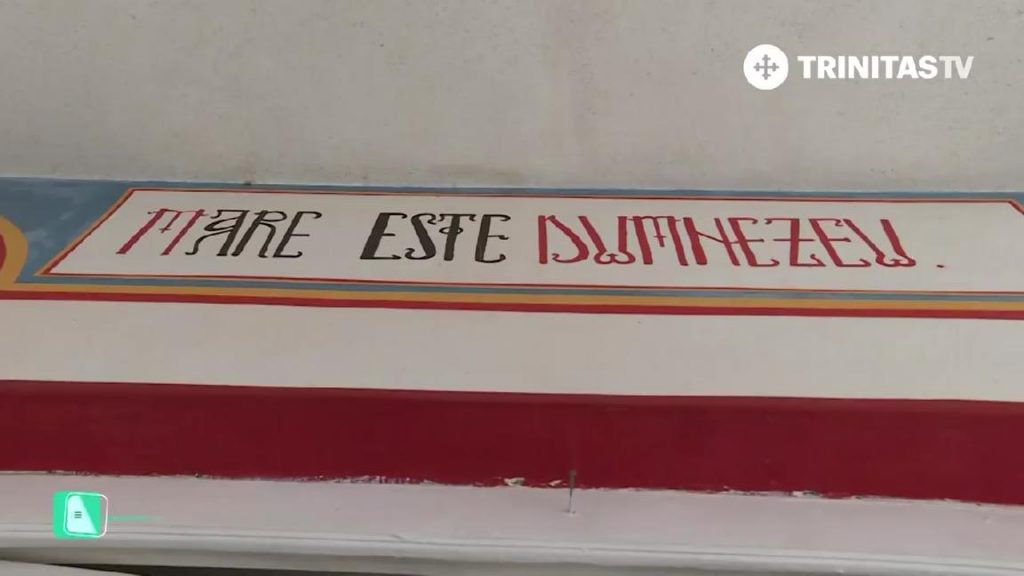 TRINITASTV
MARE ESTE DUMNEZEU.